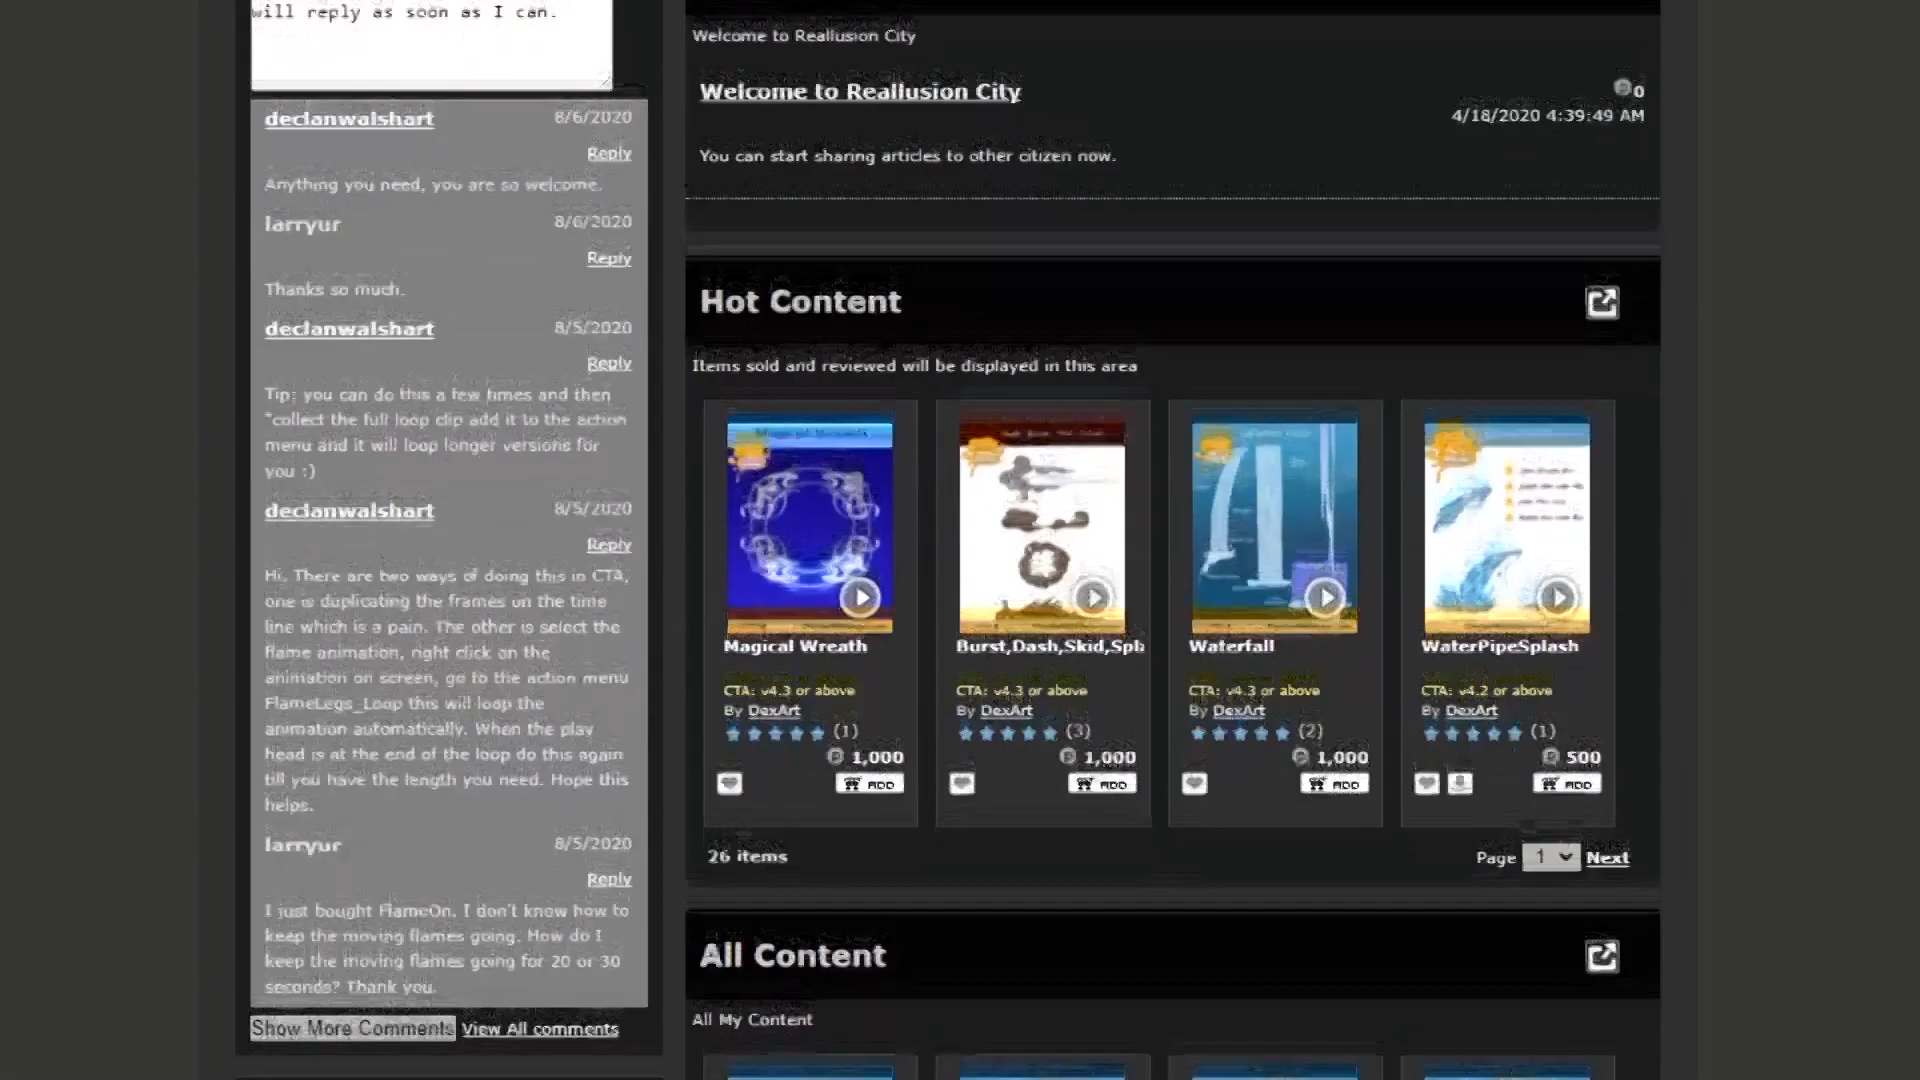 will reply as soon as I can.
declanwalshart 8/6/2020
Reply
Anything you need, you are so welcome.
larryur 8/6/2020
Reply
Thanks so much.
declanwalshart 8/5/2020
Reply
Tip: you can do this a few times and then
"collect the full loop clip add it to the action
menu and it will loop longer versions for
you :)
declanwalshart 8/5/2020
Reply
Hi. There are two ways of doing this in CTA,
one is duplicating the frames on the time
line which is a pain. The other is select the
flame animation, right click on the
animation on screen, go to the action menu
FlameLegs_Loop this will loop the
animation automatically. When the play
head is at the end of the loop do this again
till you have the length you need. Hope this
helps.
larryur 8/5/2020
Reply
I just bought FlameOn. I don't know how to
keep the moving flames going. How do I
keep the moving flames going for 20 or 30
seconds? Thank you.
Show More Comments View All comments
Welcome to Reallusion City
Welcome to Reallusion City 0
4/18/2020 4:39:49 AM
You can start sharing articles to other citizen now.
Hot Content
Items sold and reviewed will be displayed in this area
Magical Wreath
CTA: v4.3 or above
By DexArt
(1)
1,000
ADD
Burst,Dash,Skid,Spl
CTA: v4.3 or above
By DexArt
(3)
1,000
ADD
Waterfall
CTA: v4.3 or above
By DexArt
(2)
1,000
ADD
WaterPipeSplash
CTA: v4.2 or above
By DexArt
(1)
500
ADD
26 items Page 1 Next
All Content
All My Content